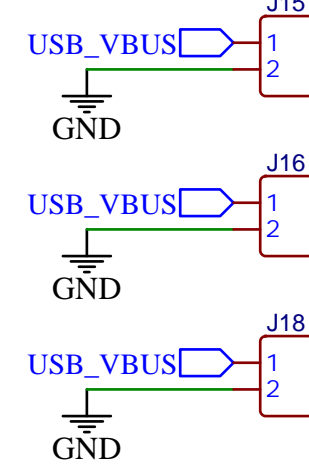 J15
USB_VBUS 1
2
GND
J16
USB_VBUS 1
2
GND
J18
USB_VBUS 1
2
GND